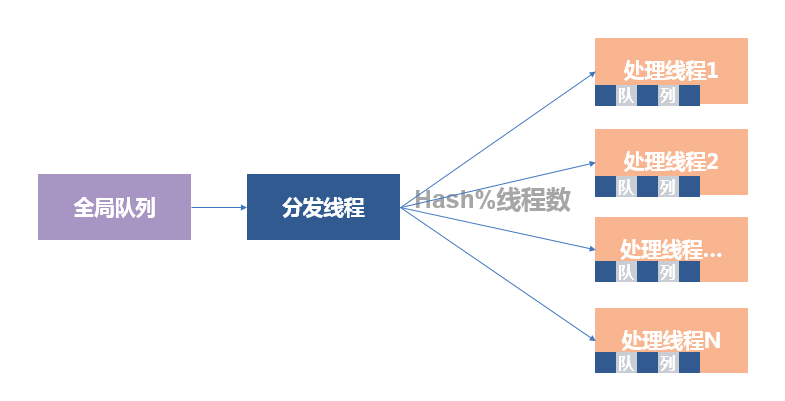 全局队列
分发线程
Hash%线程数
处理线程1
队 列
处理线程2
队 列
处理线程...
队 列
处理线程N
队 列